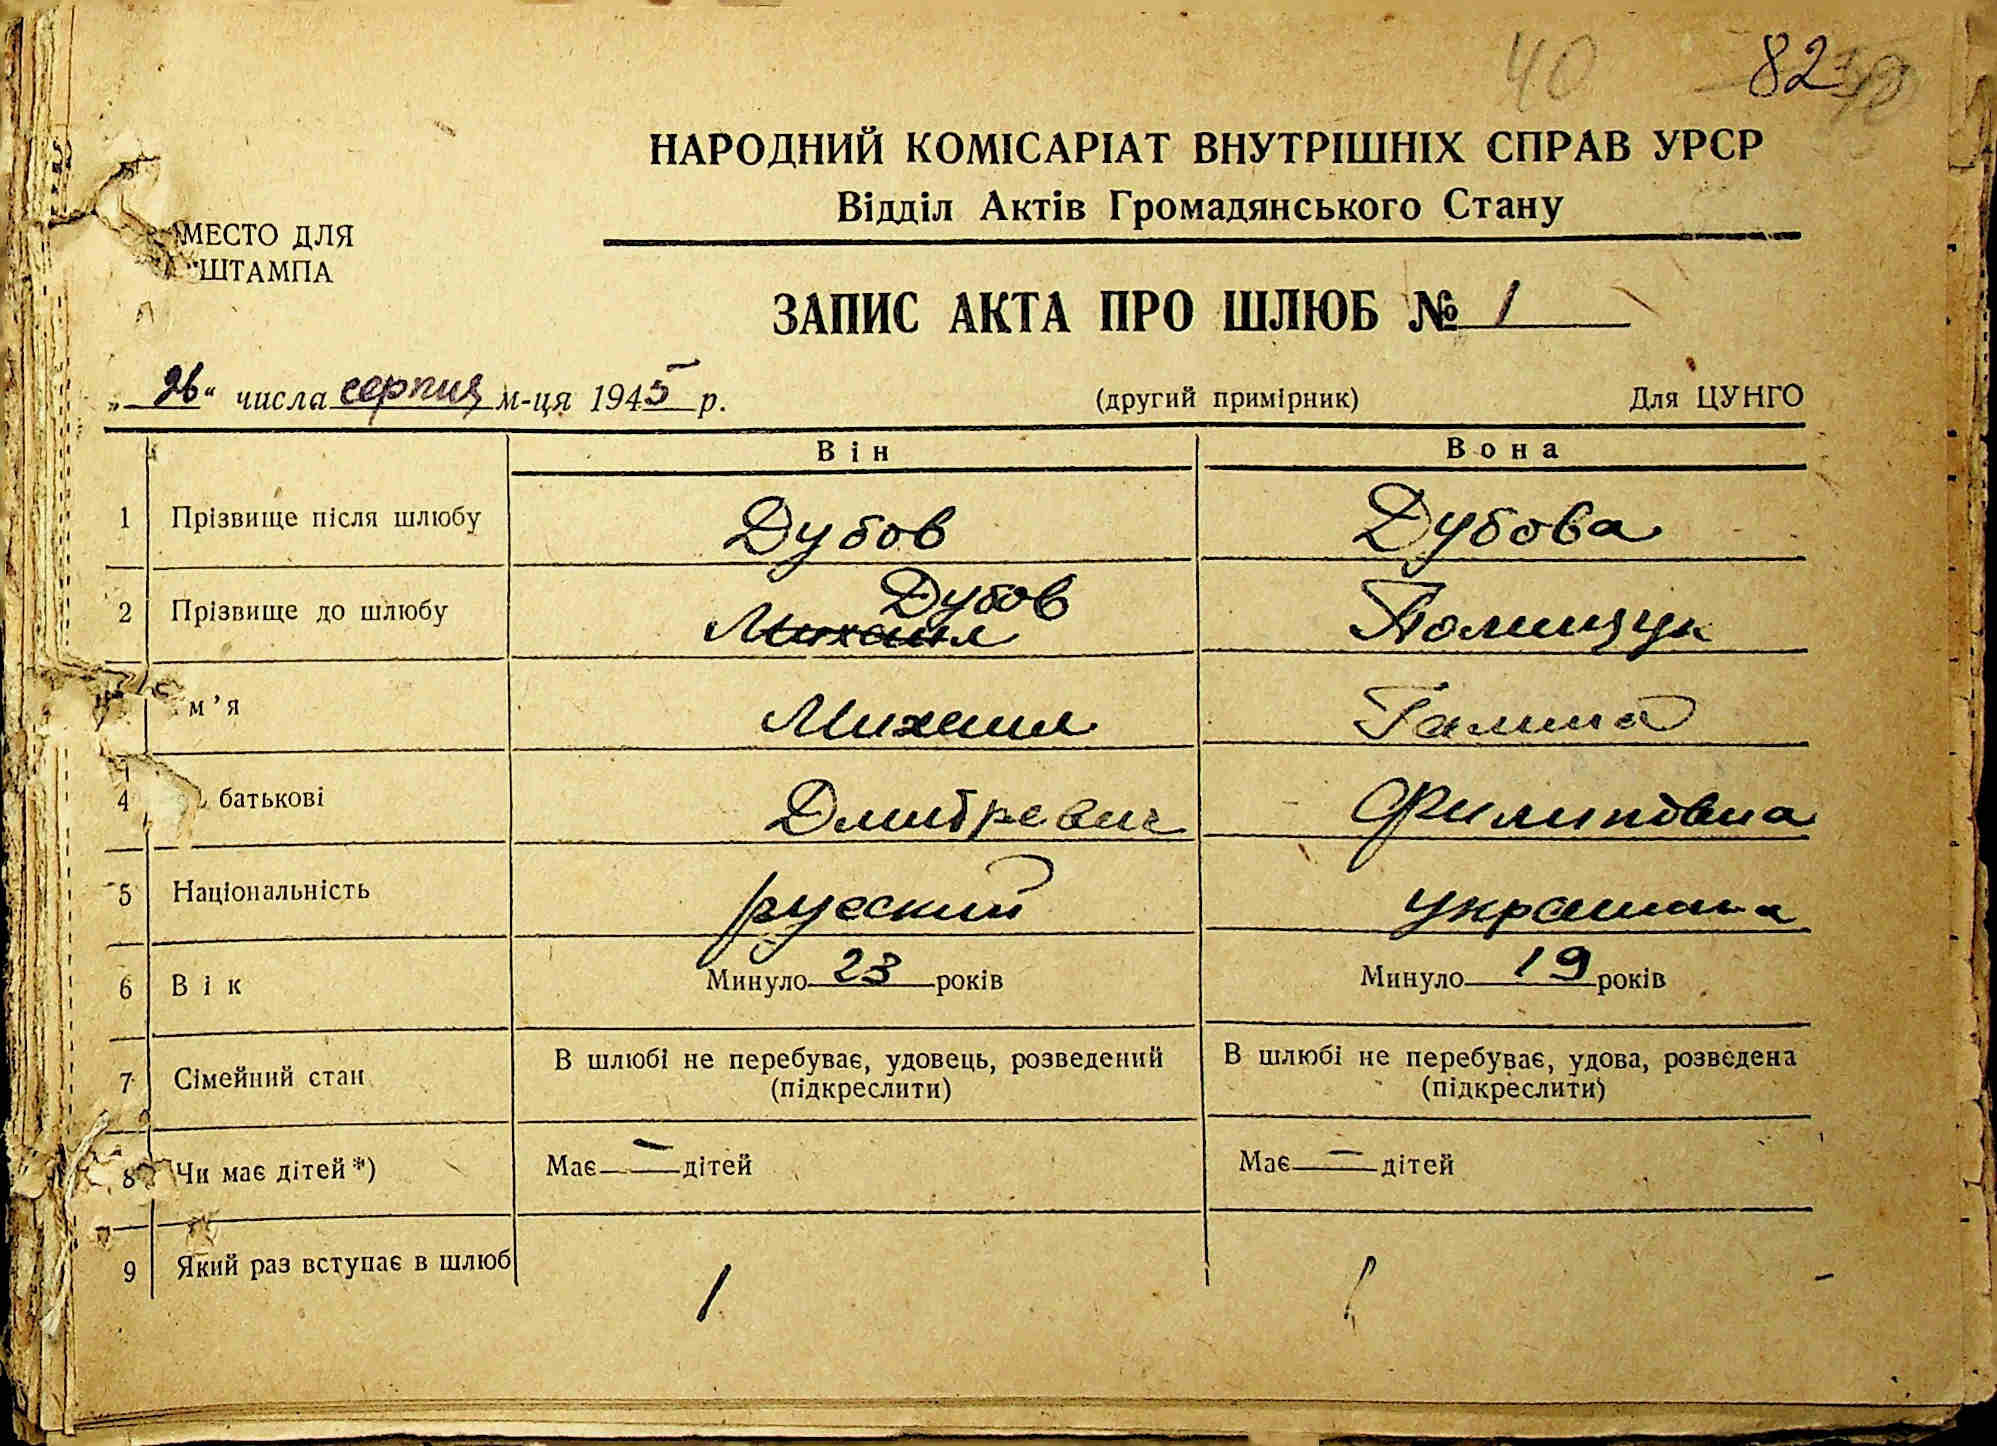 40 82
НАРОДНИЙ КОМІСАРІАТ ВНУТРІШНІХ СПРАВ УРСР
Відділ Актів Громадянського Стану
МЕСТО ДЛЯ
ШТАМПА
ЗАПИС АКТА ПРО ШЛЮБ № 1
„26“ числа серпня м-ця 1945 р. (другий примірник) Для ЦУНГО
Він Вона
1 Прізвище після шлюбу Дубов Дубова
2 Прізвище до шлюбу Михаил Дубов Полищук
м’я Михаил Галина
4 батькові Дмитревич Филиповна
5 Національність русский украинка
6 Вік Минуло 23 років Минуло 19 років
7 Сімейний стан В шлюбі не перебуває, удовець, розведений (підкреслити) В шлюбі не перебуває, удова, розведена (підкреслити)
8 Чи має дітей*) Має — дітей Має — дітей
9 Який раз вступає в шлюб 1 1